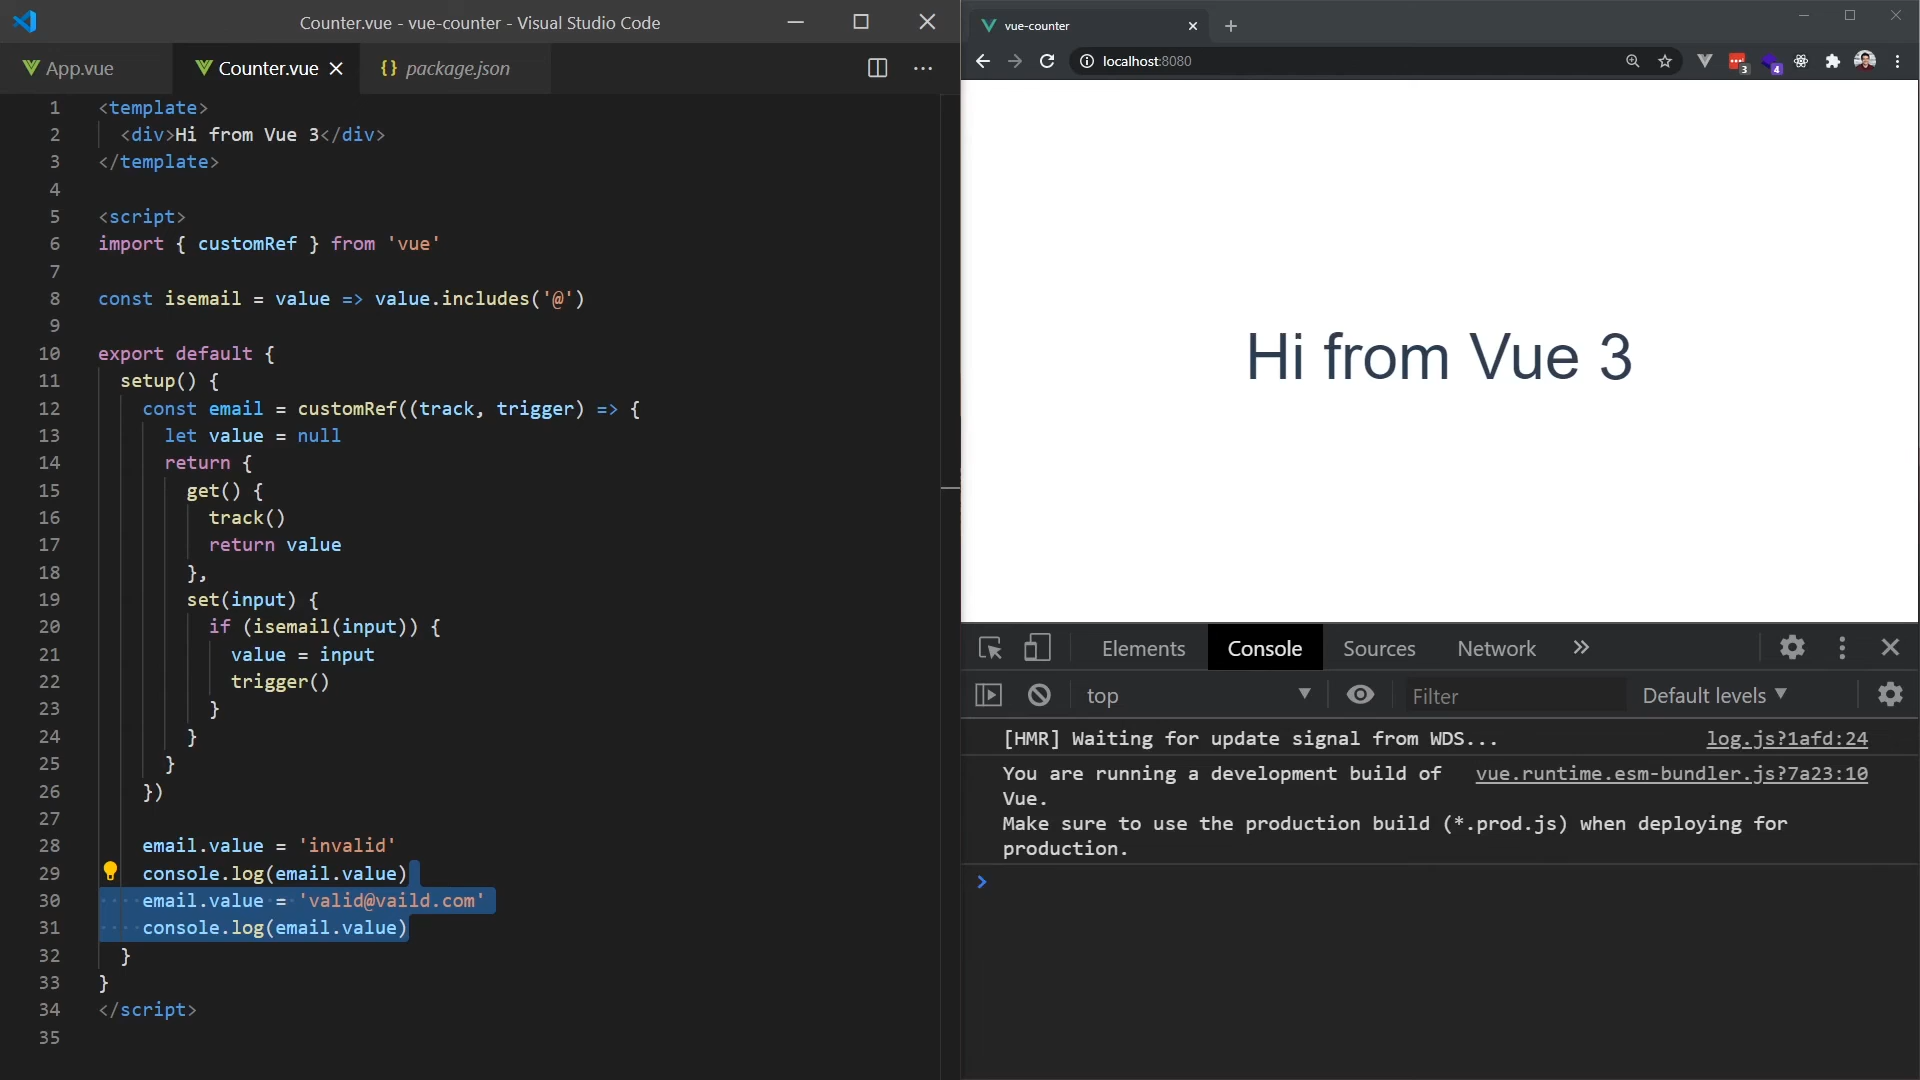 Counter.vue - vue-counter - Visual Studio Code
App.vue
Counter.vue
{} package.json
1 <template>
2 <div>Hi from Vue 3</div>
3 </template>
4
5 <script>
6 import { customRef } from 'vue'
7
8 const isemail = value => value.includes('@')
9
10 export default {
11 setup() {
12 const email = customRef((track, trigger) => {
13 let value = null
14 return {
15 get() {
16 track()
17 return value
18 },
19 set(input) {
20 if (isemail(input)) {
21 value = input
22 trigger()
23 }
24 }
25 }
26 })
27
28 email.value = 'invalid'
29 console.log(email.value)
30 email.value = 'valid@vaild.com'
31 console.log(email.value)
32 }
33 }
34 </script>
35
vue-counter
localhost:8080
3
4
Hi from Vue 3
Elements
Console
Sources
Network
top
Filter
Default levels
[HMR] Waiting for update signal from WDS... log.js?1afd:24
You are running a development build of vue.runtime.esm-bundler.js?7a23:10
Vue.
Make sure to use the production build (*.prod.js) when deploying for
production.